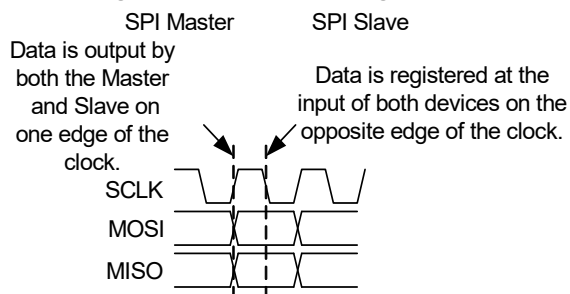 SPI Master SPI Slave
Data is output by
both the Master
and Slave on
one edge of the
clock.
Data is registered at the
input of both devices on the
opposite edge of the clock.
SCLK
MOSI
MISO